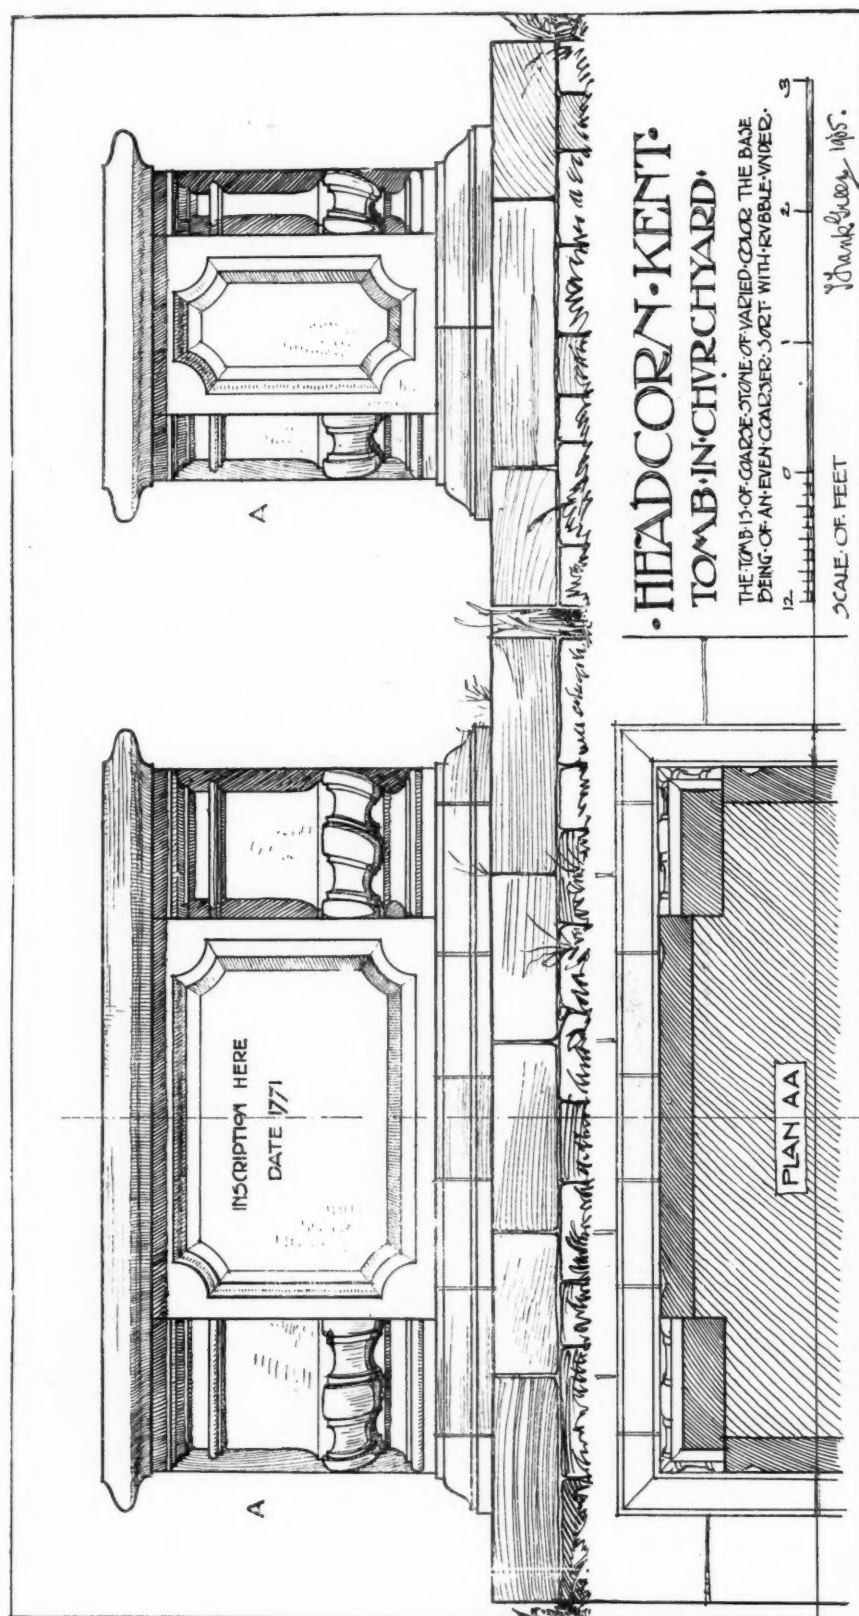 A
INSCRIPTION HERE
DATE 1771
A
PLAN AA
·HEADCORN·KENT·
TOMB·IN·CHVRCHYARD·
THE·TOMB·IS·OF·COARSE·STONE·OF·VARIED·COLOR THE BASE
BEING·OF·AN·EVEN·COARSER·SORT·WITH·RVBBLE·VNDER·
12 0 1 2 3
SCALE·OF·FEET
1905.